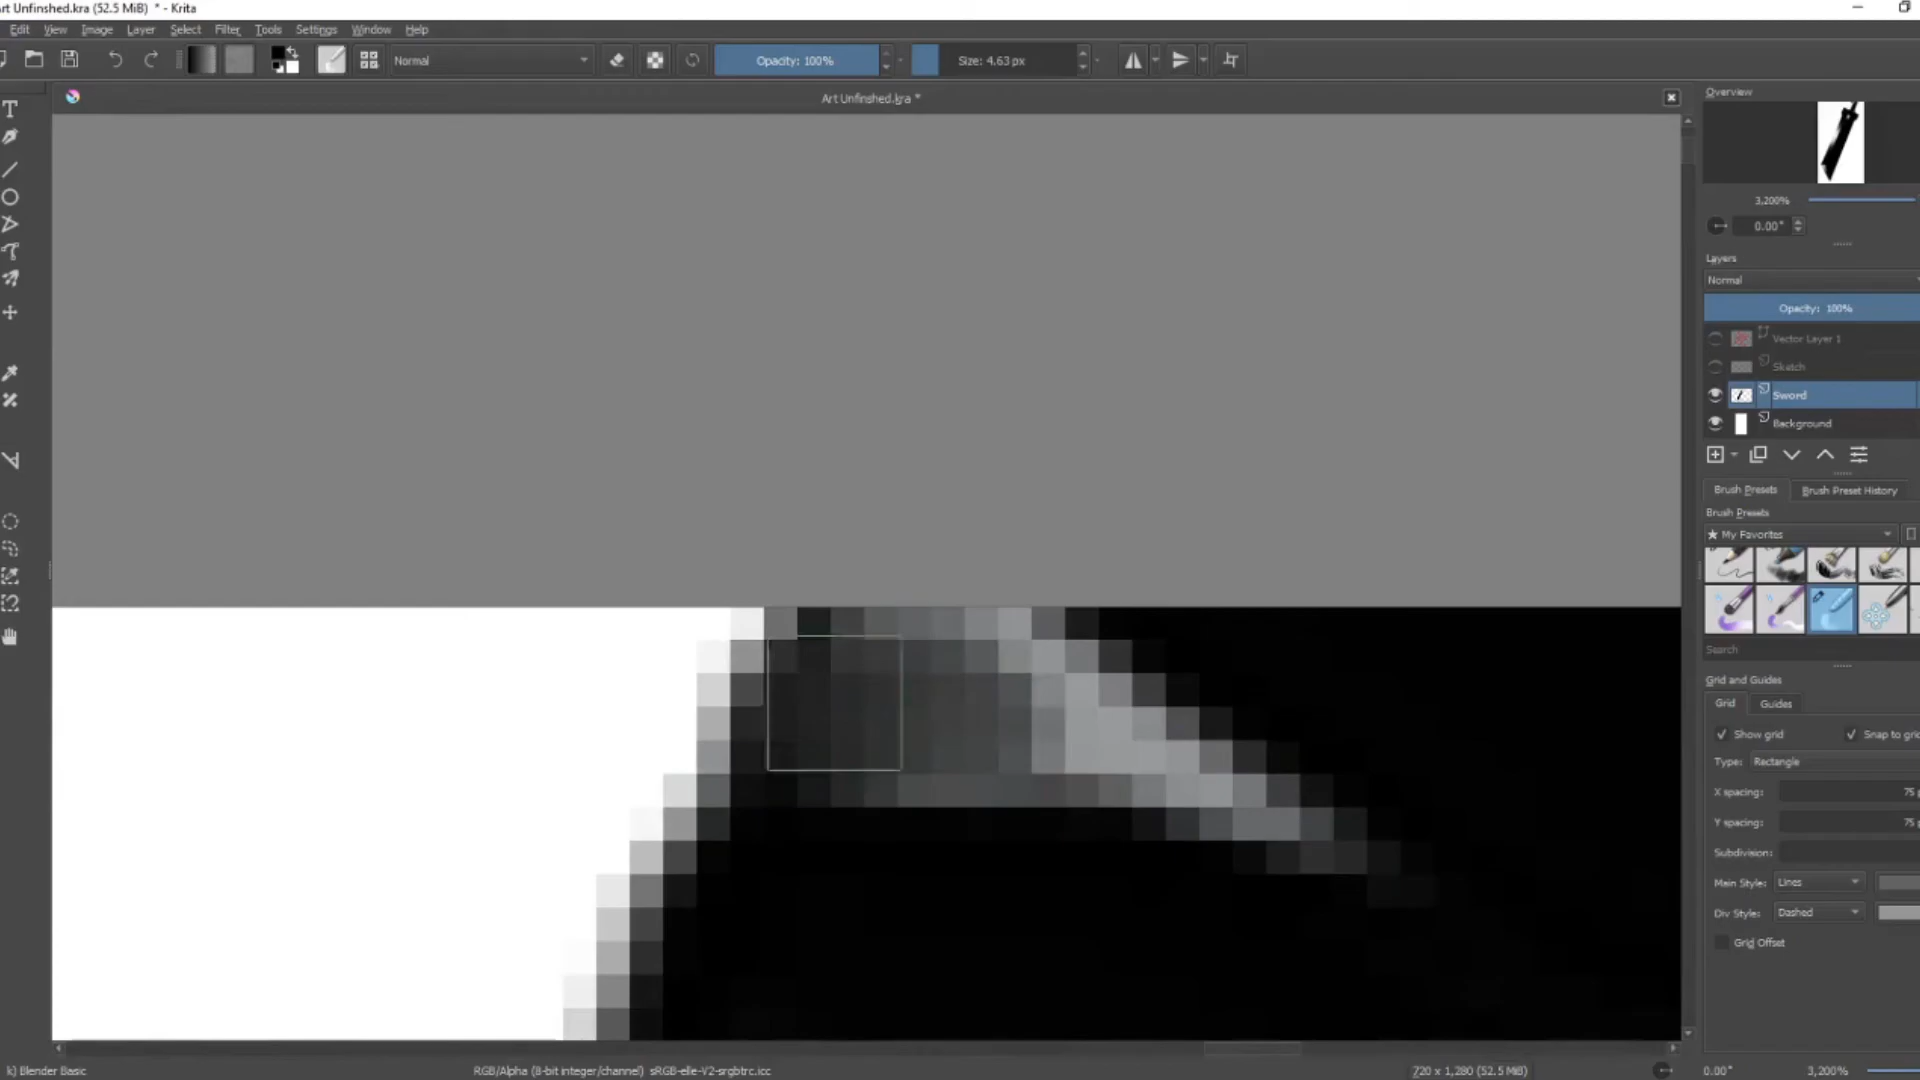 rt Unfinshed.kra (52.5 MiB) * - Krita
Edit View Image Layer Select Filter Tools Settings Window Help
Normal Opacity: 100% Size: 4.63 px
Art Unfinshed.kra *
Overview
3,200%
0.00°
Layers
Normal
Opacity: 100%
Vector Layer 1
Sketch
Sword
Background
Brush Presets Brush Preset History
Brush Presets
★ My Favorites
Search
Grid and Guides
Grid Guides
Show grid Snap to grid
Type: Rectangle
X spacing: 75 p
Y spacing: 75 p
Subdivision:
Main Style: Lines
Div Style: Dashed
Grid Offset
k) Blender Basic RGB/Alpha (8-bit integer/channel) sRGB-elle-V2-srgbtrc.icc 720 x 1,280 (52.5 MiB) 0.00° 3,200%